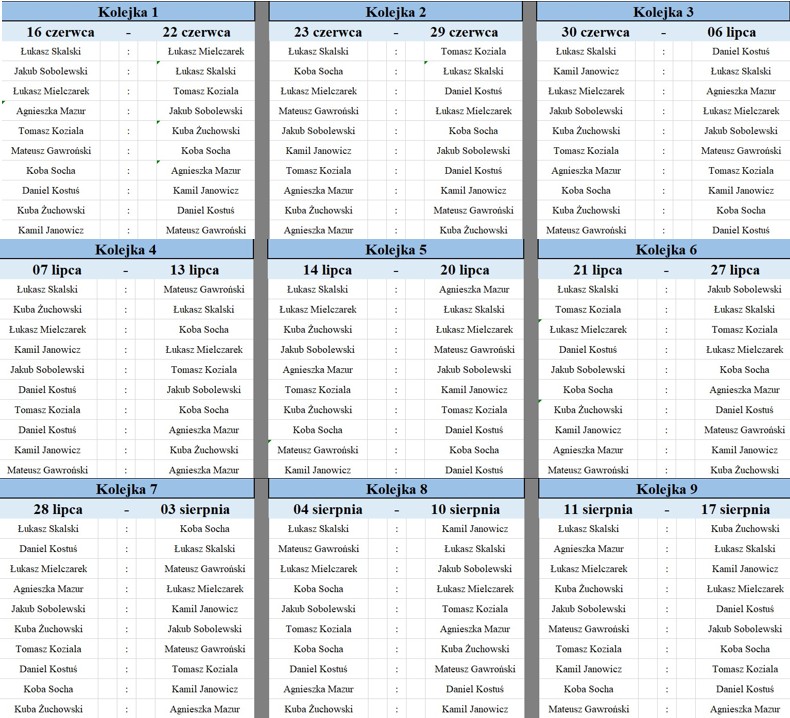 Kolejka 1
16 czerwca - 22 czerwca
Łukasz Skalski : Łukasz Mielczarek
Jakub Sobolewski : Łukasz Skalski
Łukasz Mielczarek : Tomasz Koziala
Agnieszka Mazur : Jakub Sobolewski
Tomasz Koziala : Kuba Żuchowski
Mateusz Gawroński : Koba Socha
Koba Socha : Agnieszka Mazur
Daniel Kostuś : Kamil Janowicz
Kuba Żuchowski : Daniel Kostuś
Kamil Janowicz : Mateusz Gawroński
Kolejka 2
23 czerwca - 29 czerwca
Łukasz Skalski : Tomasz Koziala
Koba Socha : Łukasz Skalski
Łukasz Mielczarek : Daniel Kostuś
Mateusz Gawroński : Łukasz Mielczarek
Jakub Sobolewski : Koba Socha
Kamil Janowicz : Jakub Sobolewski
Tomasz Koziala : Daniel Kostuś
Agnieszka Mazur : Kamil Janowicz
Kuba Żuchowski : Mateusz Gawroński
Agnieszka Mazur : Kuba Żuchowski
Kolejka 3
30 czerwca - 06 lipca
Łukasz Skalski : Daniel Kostuś
Kamil Janowicz : Łukasz Skalski
Łukasz Mielczarek : Agnieszka Mazur
Jakub Sobolewski : Łukasz Mielczarek
Kuba Żuchowski : Jakub Sobolewski
Tomasz Koziala : Mateusz Gawroński
Agnieszka Mazur : Tomasz Koziala
Koba Socha : Kamil Janowicz
Kuba Żuchowski : Koba Socha
Mateusz Gawroński : Daniel Kostuś
Kolejka 4
07 lipca - 13 lipca
Łukasz Skalski : Mateusz Gawroński
Kuba Żuchowski : Łukasz Skalski
Łukasz Mielczarek : Koba Socha
Kamil Janowicz : Łukasz Mielczarek
Jakub Sobolewski : Tomasz Koziala
Daniel Kostuś : Jakub Sobolewski
Tomasz Koziala : Koba Socha
Daniel Kostuś : Agnieszka Mazur
Kamil Janowicz : Kuba Żuchowski
Mateusz Gawroński : Agnieszka Mazur
Kolejka 5
14 lipca - 20 lipca
Łukasz Skalski : Agnieszka Mazur
Łukasz Mielczarek : Łukasz Skalski
Kuba Żuchowski : Łukasz Mielczarek
Jakub Sobolewski : Mateusz Gawroński
Agnieszka Mazur : Jakub Sobolewski
Tomasz Koziala : Kamil Janowicz
Kuba Żuchowski : Tomasz Koziala
Koba Socha : Daniel Kostuś
Mateusz Gawroński : Koba Socha
Kamil Janowicz : Daniel Kostuś
Kolejka 6
21 lipca - 27 lipca
Łukasz Skalski : Jakub Sobolewski
Tomasz Koziala : Łukasz Skalski
Łukasz Mielczarek : Tomasz Koziala
Daniel Kostuś : Łukasz Mielczarek
Jakub Sobolewski : Koba Socha
Koba Socha : Agnieszka Mazur
Kuba Żuchowski : Daniel Kostuś
Kamil Janowicz : Mateusz Gawroński
Agnieszka Mazur : Kamil Janowicz
Mateusz Gawroński : Kuba Żuchowski
Kolejka 7
28 lipca - 03 sierpnia
Łukasz Skalski : Koba Socha
Daniel Kostuś : Łukasz Skalski
Łukasz Mielczarek : Mateusz Gawroński
Agnieszka Mazur : Łukasz Mielczarek
Jakub Sobolewski : Kamil Janowicz
Kuba Żuchowski : Jakub Sobolewski
Tomasz Koziala : Mateusz Gawroński
Daniel Kostuś : Tomasz Koziala
Koba Socha : Kamil Janowicz
Kuba Żuchowski : Agnieszka Mazur
Kolejka 8
04 sierpnia - 10 sierpnia
Łukasz Skalski : Kamil Janowicz
Mateusz Gawroński : Łukasz Skalski
Łukasz Mielczarek : Jakub Sobolewski
Koba Socha : Łukasz Mielczarek
Jakub Sobolewski : Tomasz Koziala
Tomasz Koziala : Agnieszka Mazur
Koba Socha : Kuba Żuchowski
Daniel Kostuś : Mateusz Gawroński
Agnieszka Mazur : Daniel Kostuś
Kuba Żuchowski : Kamil Janowicz
Kolejka 9
11 sierpnia - 17 sierpnia
Łukasz Skalski : Kuba Żuchowski
Agnieszka Mazur : Łukasz Skalski
Łukasz Mielczarek : Kamil Janowicz
Kuba Żuchowski : Łukasz Mielczarek
Jakub Sobolewski : Daniel Kostuś
Mateusz Gawroński : Jakub Sobolewski
Tomasz Koziala : Koba Socha
Kamil Janowicz : Tomasz Koziala
Koba Socha : Daniel Kostuś
Mateusz Gawroński : Agnieszka Mazur